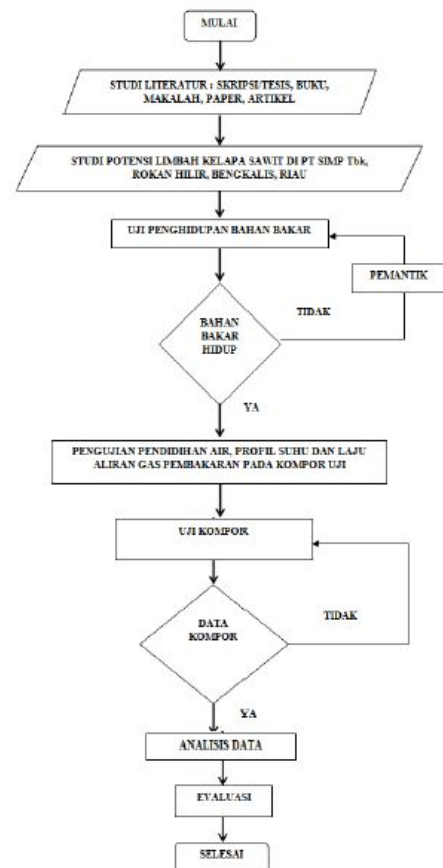 MULAI
STUDI LITERATUR : SKRIPSI/TESIS, BUKU,
MAKALAH, PAPER, ARTIKEL
STUDI POTENSI LIMBAH KELAPA SAWIT DI PT SIMP Tbk,
ROKAN HILIR, BENGKALIS, RIAU
UJI PENGHIDUPAN BAHAN BAKAR
PEMANTIK
BAHAN
BAKAR
HIDUP
TIDAK
YA
PENGUJIAN PENDIDIHAN AIR, PROFIL SUHU DAN LAJU
ALIRAN GAS PEMBAKARAN PADA KOMPOR UJI
UJI KOMPOR
DATA
KOMPOR
TIDAK
YA
ANALISIS DATA
EVALUASI
SELESAI